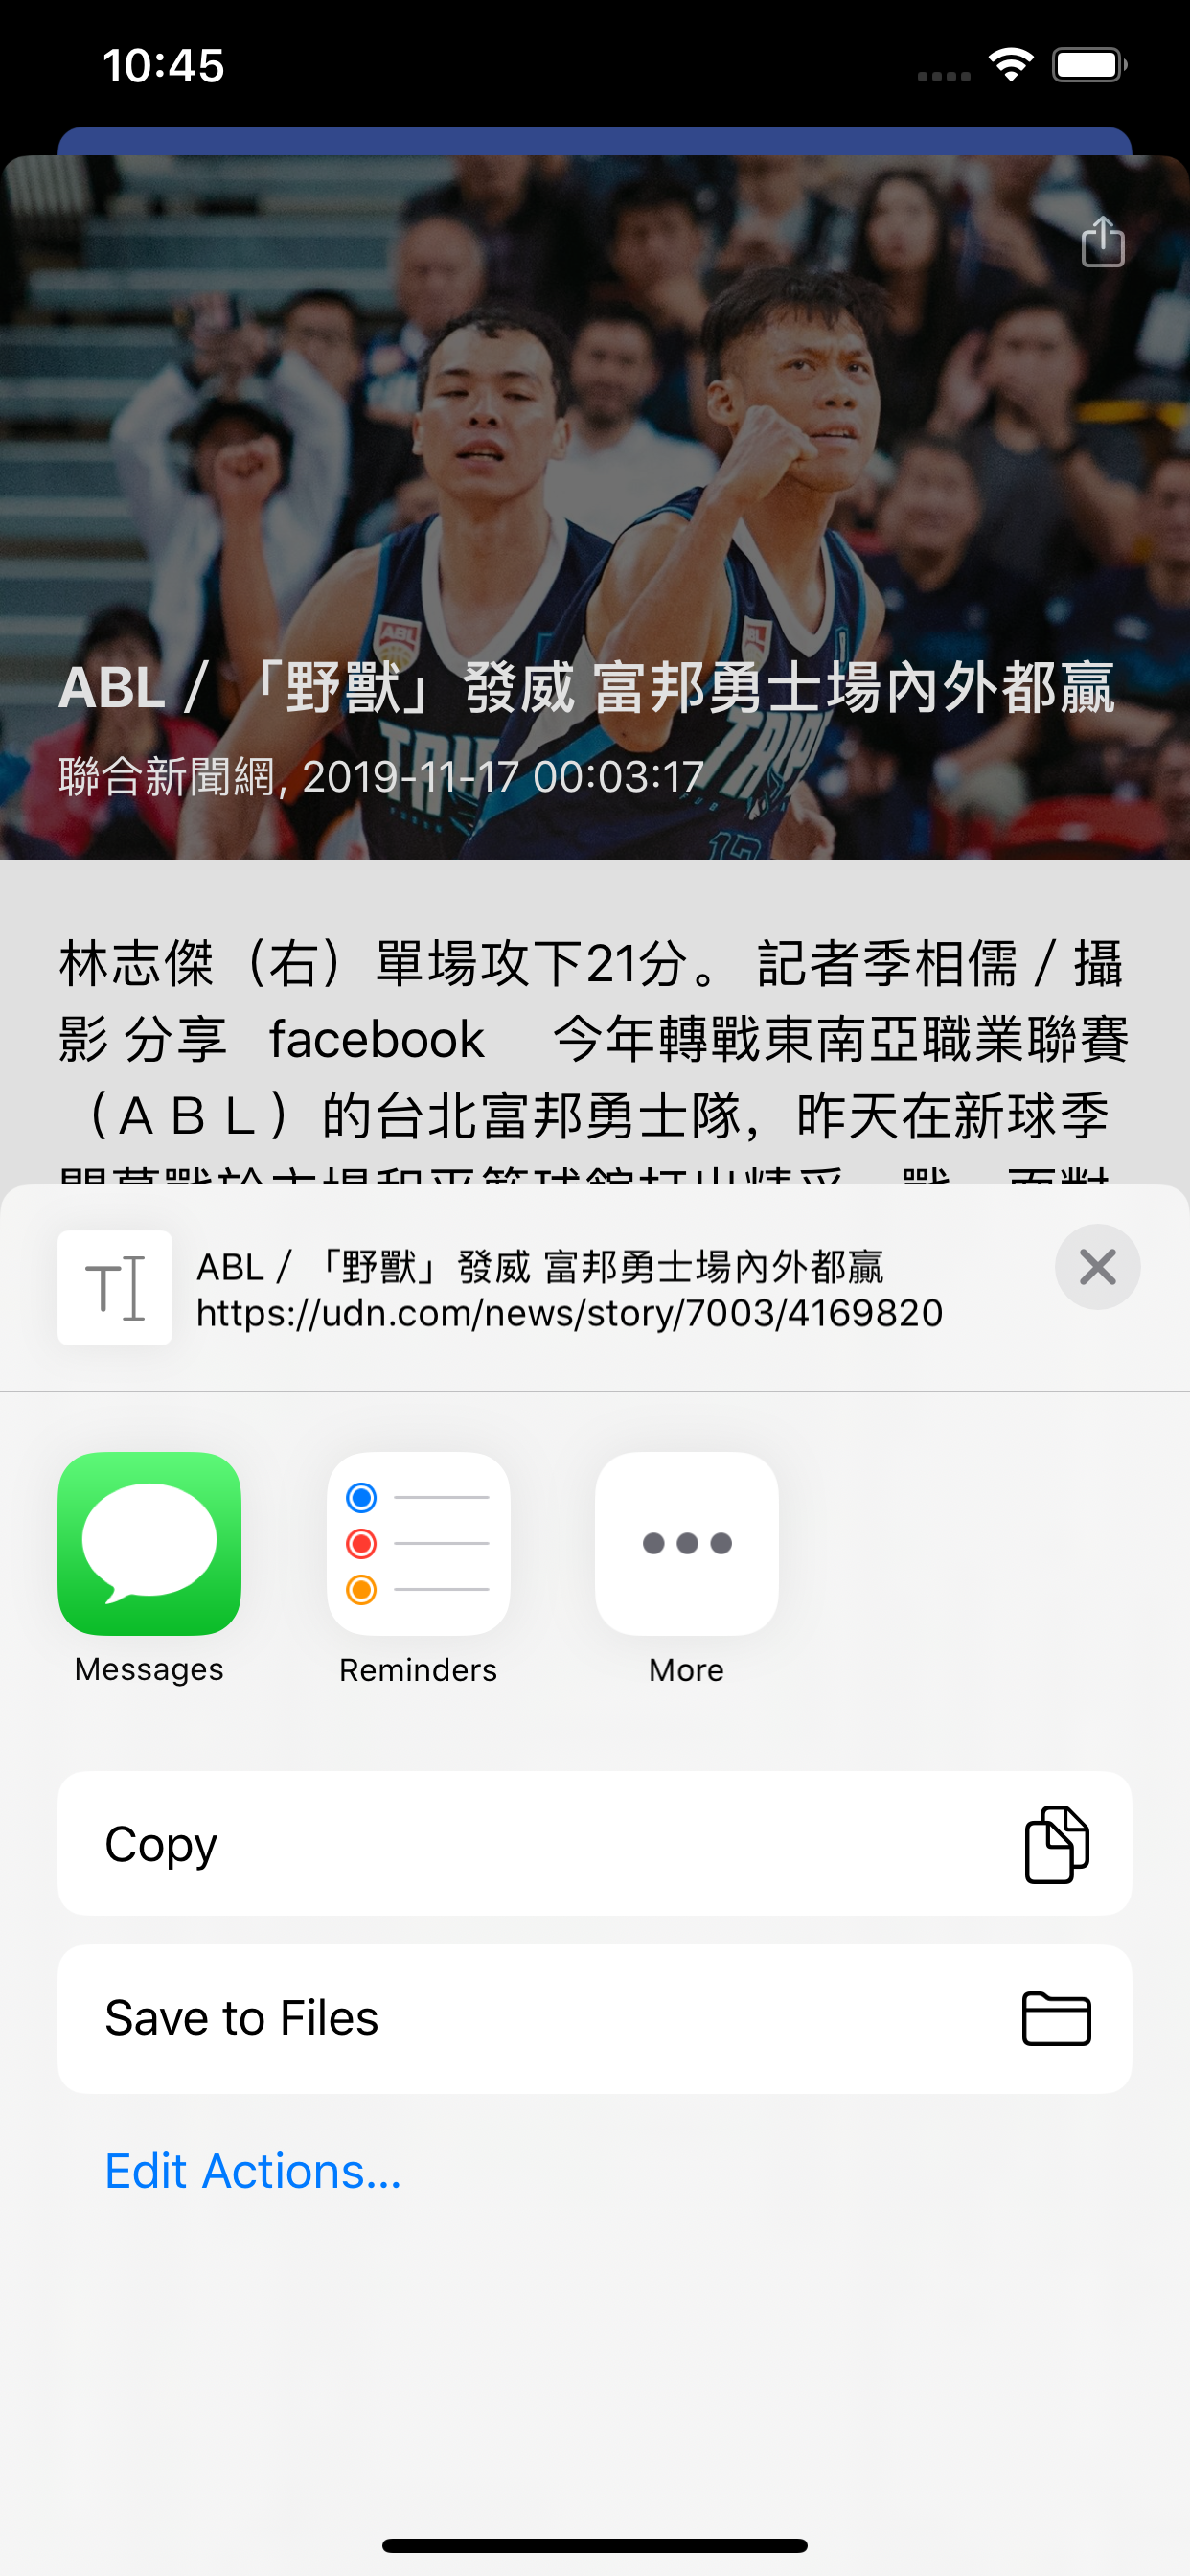 10:45
ABL／「野獸」發威 富邦勇士場內外都贏
聯合新聞網, 2019-11-17 00:03:17
林志傑（右）單場攻下21分。 記者季相儒／攝
影 分享 facebook 今年轉戰東南亞職業聯賽
（ＡＢＬ）的台北富邦勇士隊，昨天在新球季
ABL／「野獸」發威 富邦勇士場內外都贏
https://udn.com/news/story/7003/4169820
Messages
Reminders
More
Copy
Save to Files
Edit Actions...